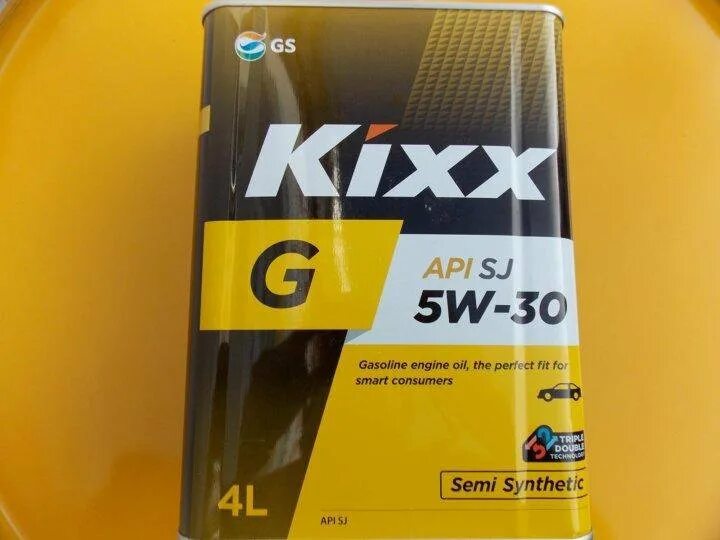 GS
Kixx
G
API SJ
5W-30
Gasoline engine oil, the perfect fit for
smart consumers
TRIPLE
DOUBLE
TECHNOLOGY
Semi Synthetic
4L
API SJ